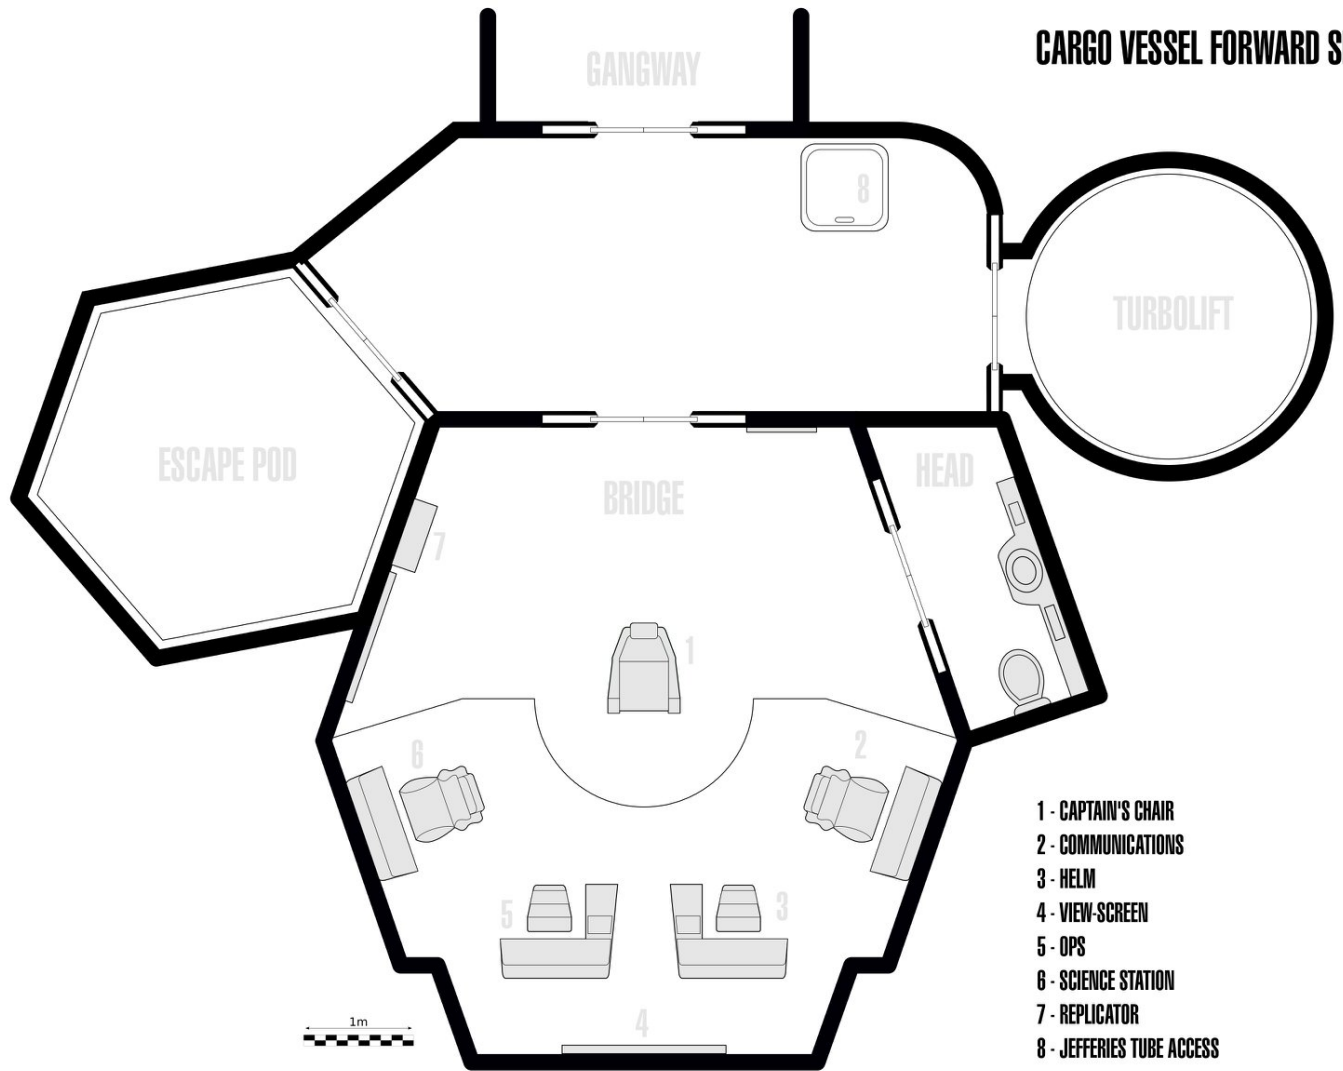 CARGO VESSEL FORWARD S
GANGWAY
8
TURBOLIFT
ESCAPE POD
BRIDGE
HEAD
7
1
6
2
5
3
4
1m
1 - CAPTAIN'S CHAIR
2 - COMMUNICATIONS
3 - HELM
4 - VIEW-SCREEN
5 - OPS
6 - SCIENCE STATION
7 - REPLICATOR
8 - JEFFERIES TUBE ACCESS